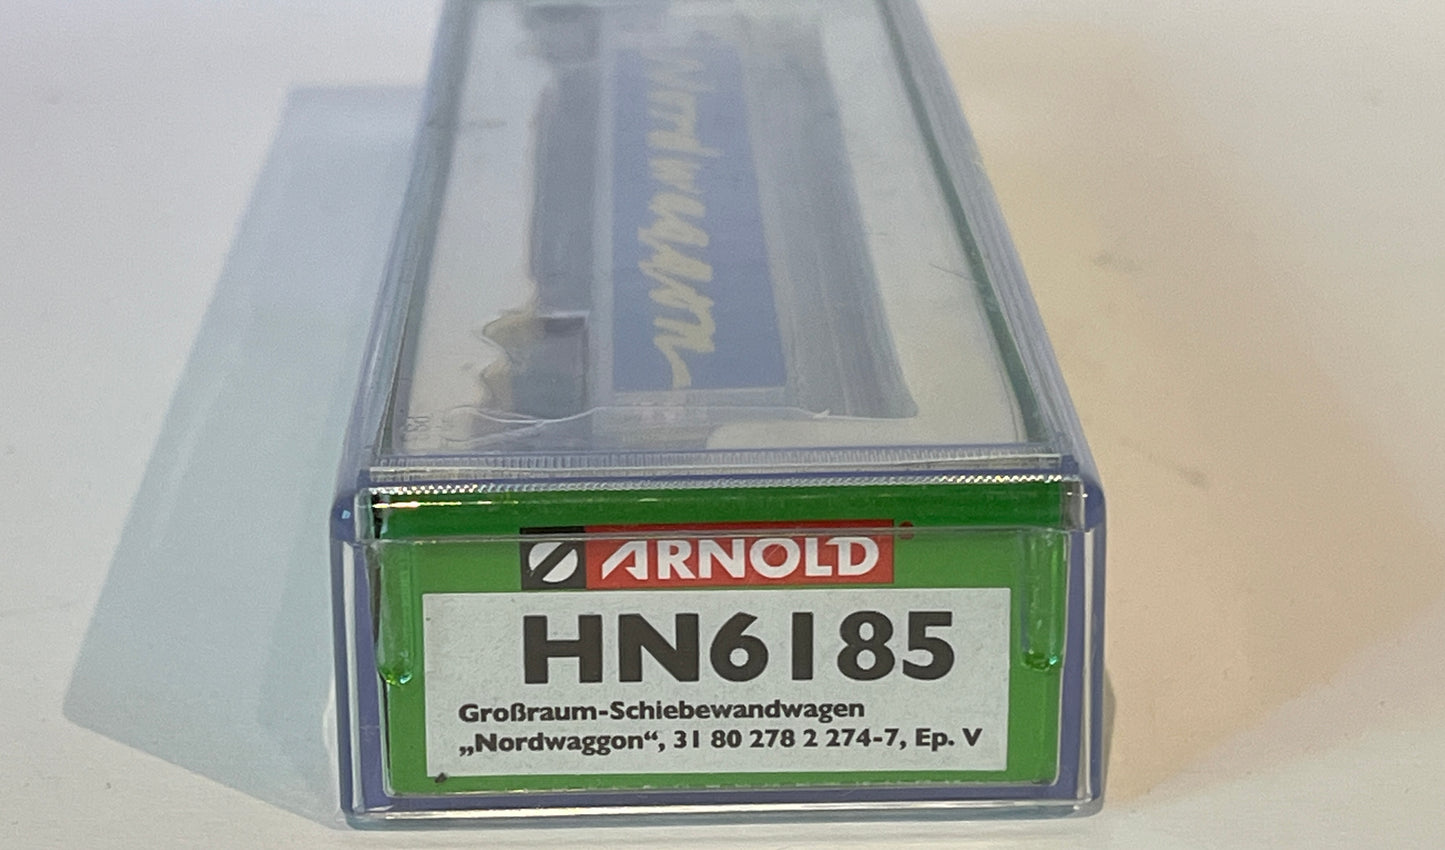 Nordwaggon
ARNOLD
HN6185
Großraum-Schiebewandwagen
„Nordwaggon“, 31 80 278 2 274-7, Ep. V